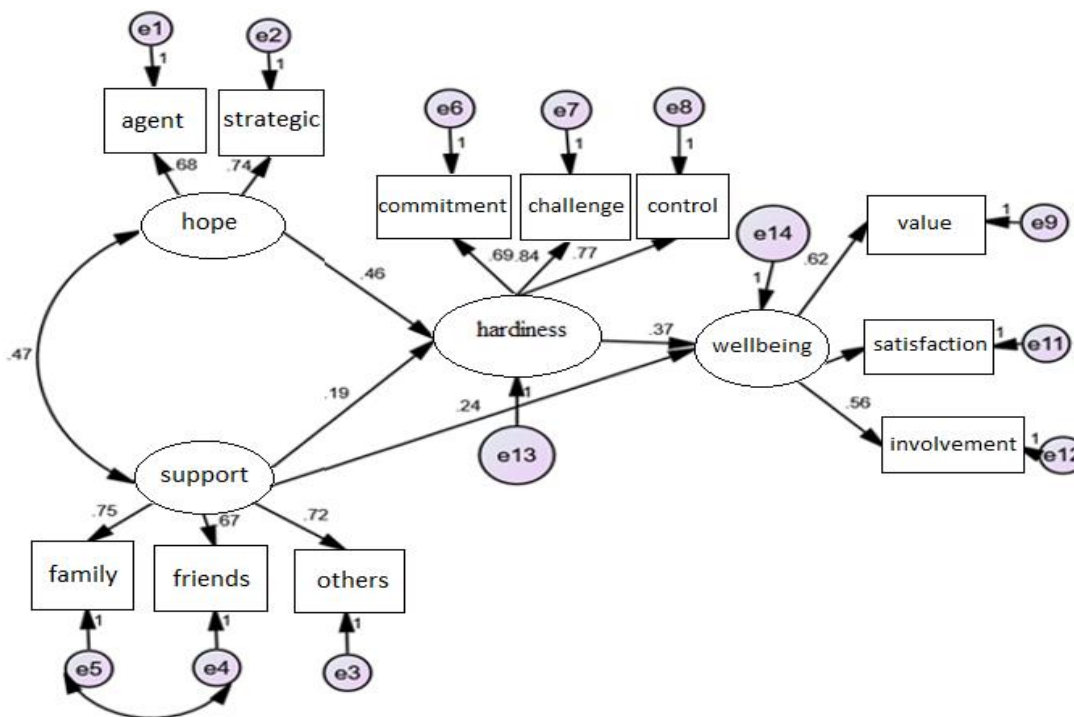 e1
e2
1
1
agent
strategic
.68
.74
hope
e6
e7
e8
1
1
1
commitment
challenge
control
.69
.84
.77
e14
1
value
1
e9
.62
.46
hardiness
.37
wellbeing
satisfaction
1
e11
.47
.19
.24
1
e13
.56
involvement
1
e12
support
.75
.67
.72
family
friends
others
1
1
1
e5
e4
e3